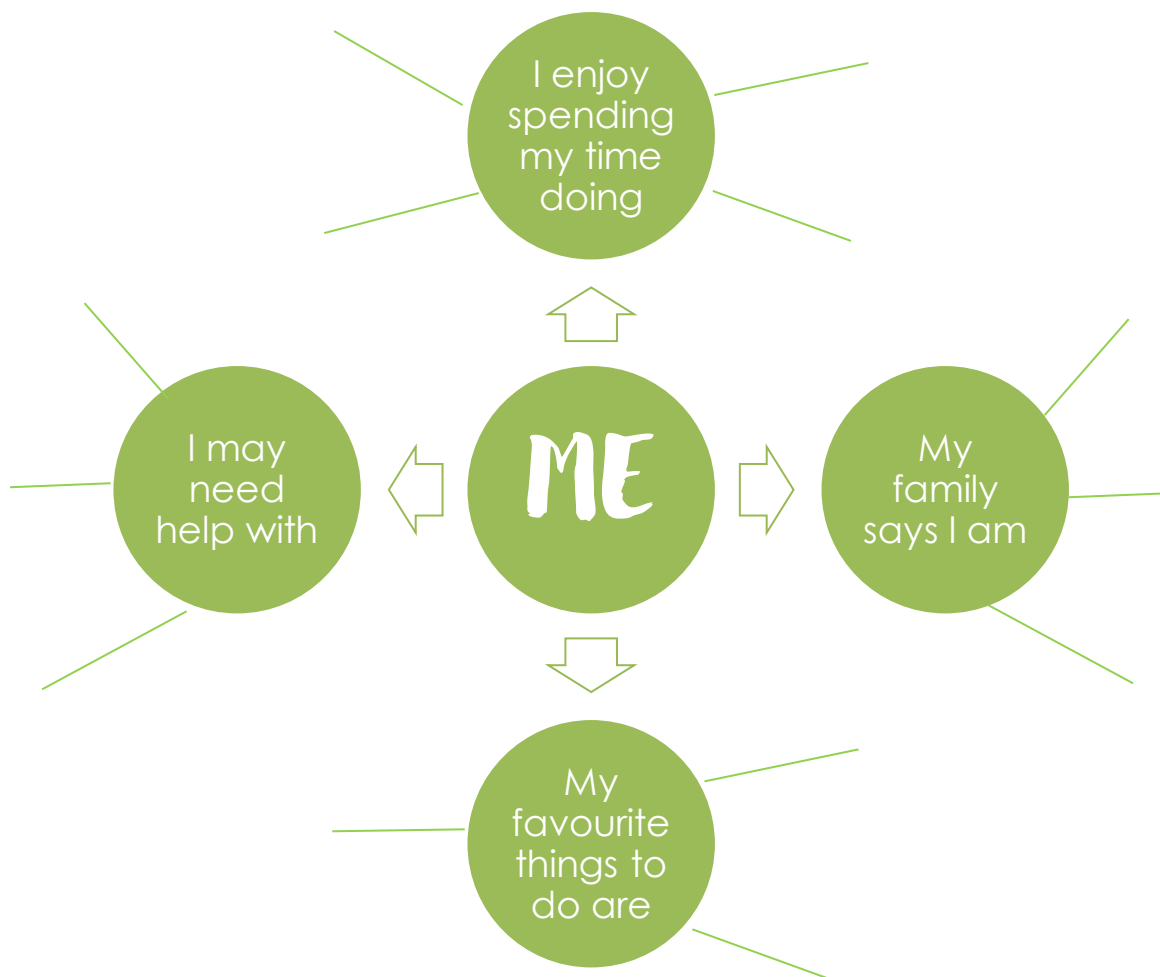 I enjoy
spending
my time
doing
I may
need
help with
ME
My
family
says I am
My
favourite
things to
do are